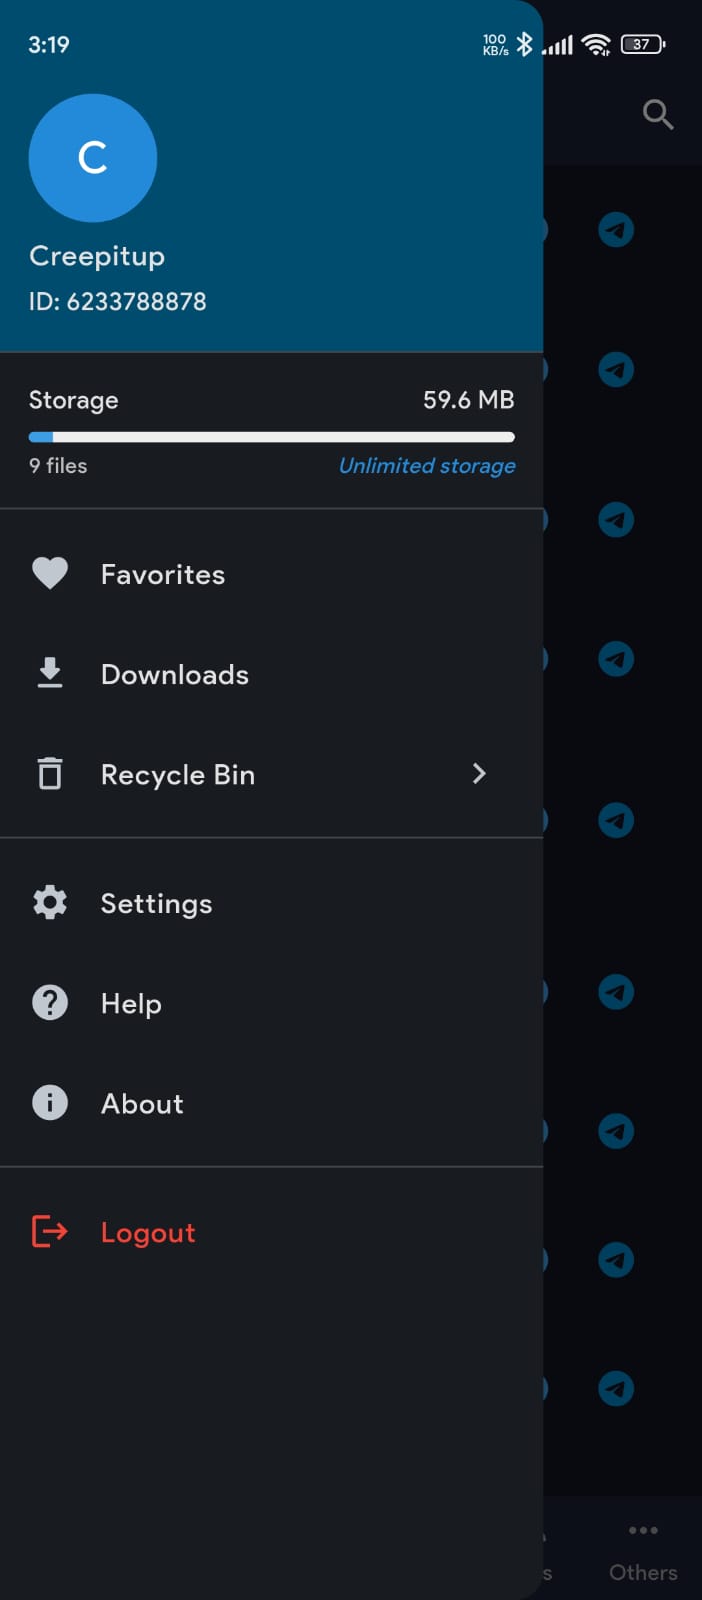 3:19
100
KB/s
37
C
Creepitup
ID: 6233788878
Storage 59.6 MB
9 files Unlimited storage
Favorites
Downloads
Recycle Bin
Settings
Help
About
Logout
s Others